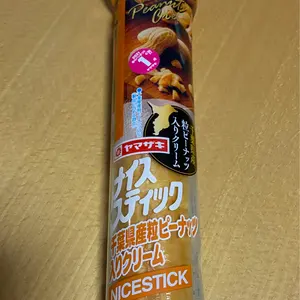 Peanut
1
粒ピーナッツ
入りクリーム
ヤマザキ
ナイス
スティック
千葉県産粒ピーナッツ
入りクリーム
NICESTICK